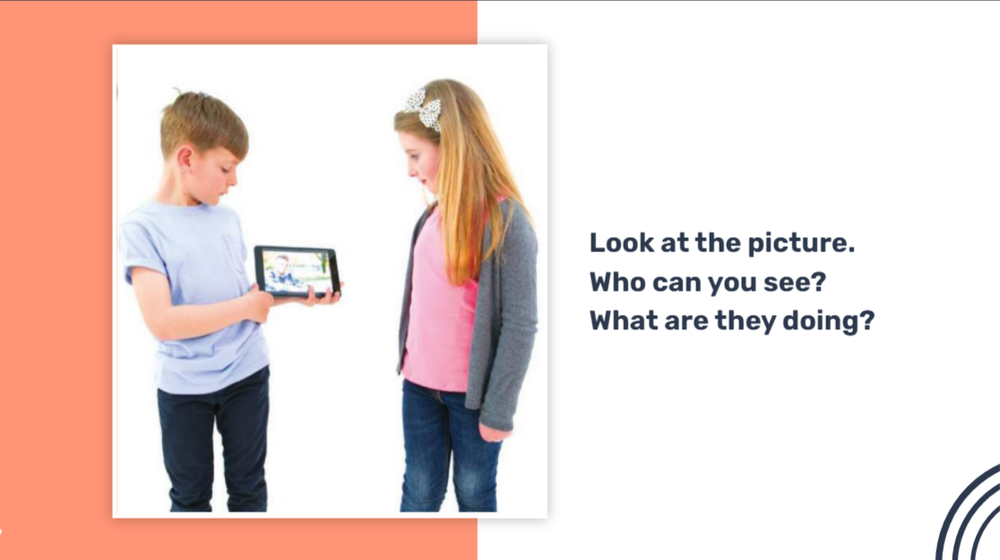 Look at the picture.
Who can you see?
What are they doing?